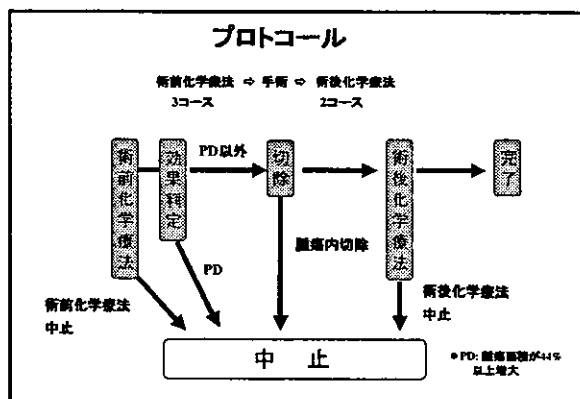 プロトコール
術前化学療法 ⇨ 手術 ⇨ 術後化学療法
3コース 2コース
術前化学療法
効果判定
PD以外
切除
術後化学療法
完了
腫瘍内切除
PD
術前化学療法
中止
術後化学療法
中止
中 止
*PD: 腫瘍面積が44%
以上増大